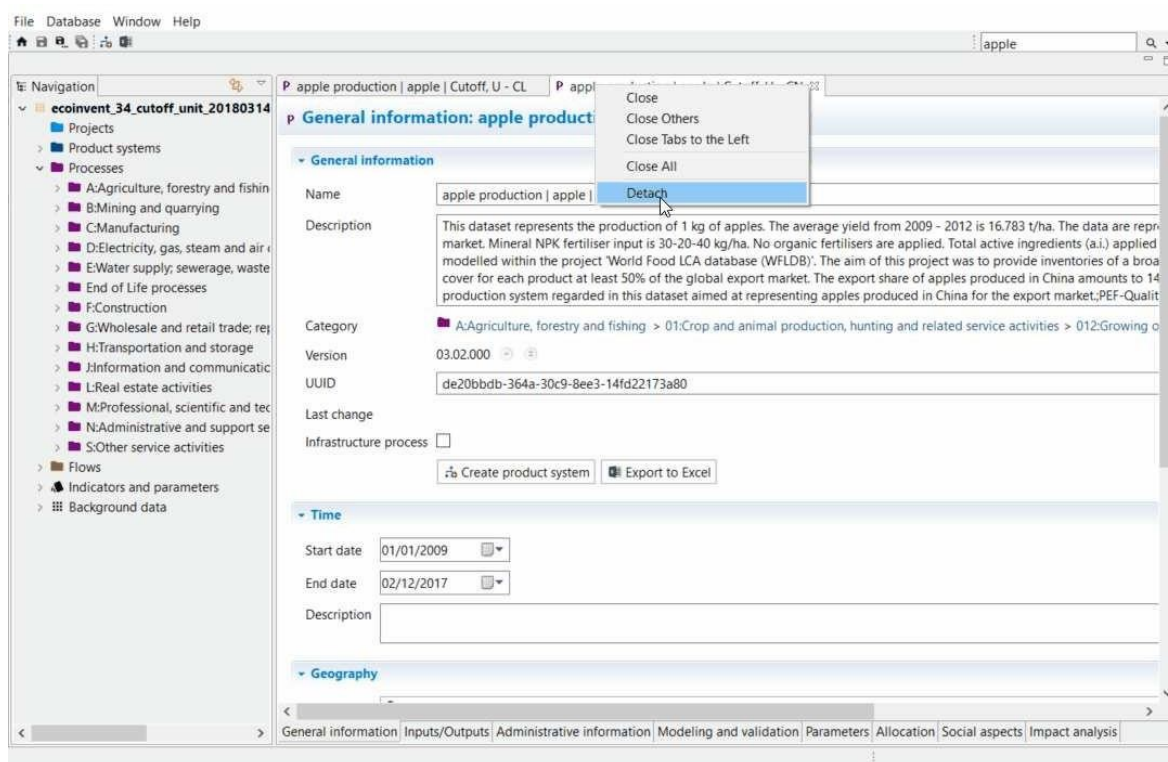 File Database Window Help
apple
Navigation
P apple production | apple | Cutoff, U - CL
P
ecoinvent_34_cutoff_unit_20180314
Projects
Product systems
Processes
A:Agriculture, forestry and fishin
B:Mining and quarrying
C:Manufacturing
D:Electricity, gas, steam and air
E:Water supply; sewerage, waste
End of Life processes
F:Construction
G:Wholesale and retail trade;
H:Transportation and storage
J:Information and communicatic
L:Real estate activities
M:Professional, scientific and tec
N:Administrative and support se
S:Other service activities
Flows
Indicators and parameters
Background data
Close
Close Others
Close Tabs to the Left
Close All
Detach
P General information: apple producti
General information
Name
apple production | apple |
Description
This dataset represents the production of 1 kg of apples. The average yield from 2009 - 2012 is 16.783 t/ha. The data are repr
market. Mineral NPK fertiliser input is 30-20-40 kg/ha. No organic fertilisers are applied. Total active ingredients (a.i.) applied
modelled within the project 'World Food LCA database (WFLDB)'. The aim of this project was to provide inventories of a broa
cover for each product at least 50% of the global export market. The export share of apples produced in China amounts to 14
production system regarded in this dataset aimed at representing apples produced in China for the export market.;PEF-Qualit
Category
A:Agriculture, forestry and fishing > 01:Crop and animal production, hunting and related service activities > 012:Growing o
Version
03.02.000
UUID
de20bbdb-364a-30c9-8ee3-14fd22173a80
Last change
Infrastructure process
Create product system
Export to Excel
Time
Start date
01/01/2009
End date
02/12/2017
Description
Geography
General information Inputs/Outputs Administrative information Modeling and validation Parameters Allocation Social aspects Impact analysis